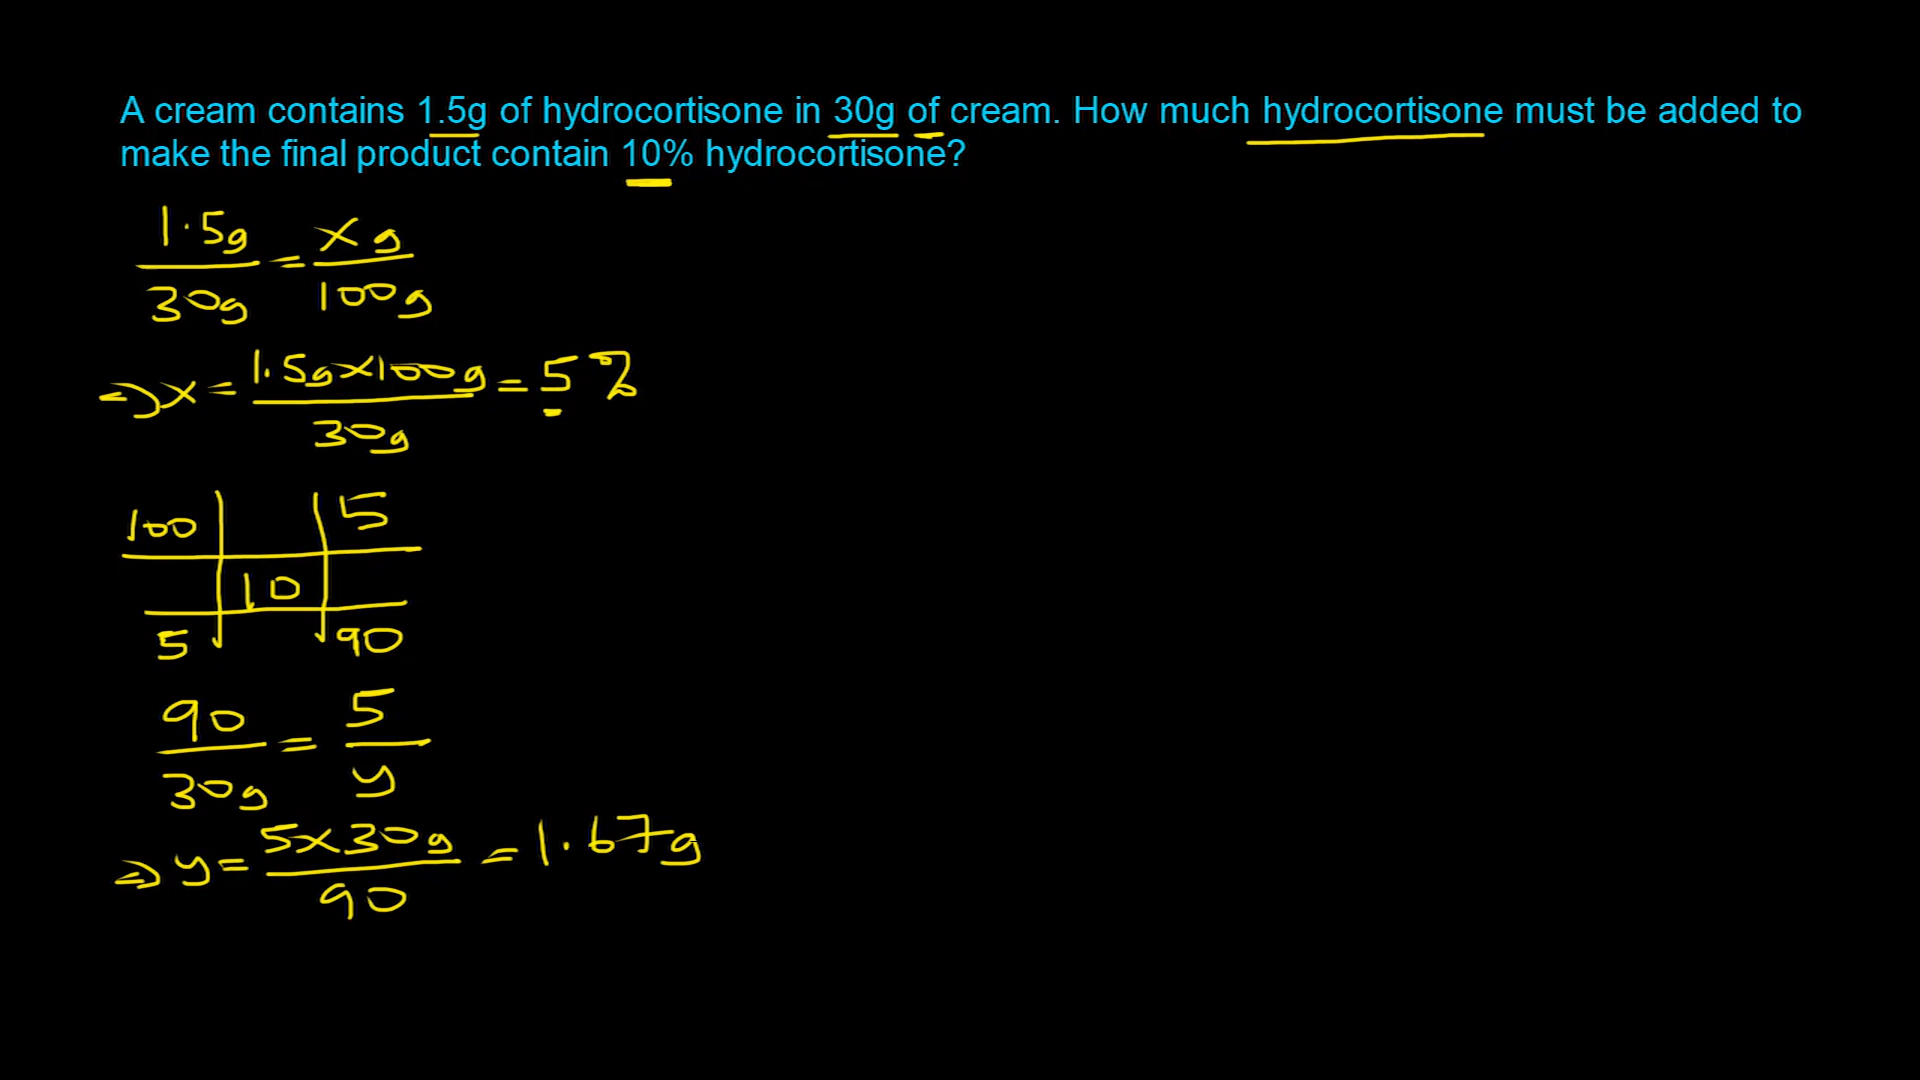 A cream contains 1.5g of hydrocortisone in 30g of cream. How much hydrocortisone must be added to
make the final product contain 10% hydrocortisone?
1.5g/30g = xg/100g
⇒ x = 1.5g×100g/30g = 5%
100 5
10
5 90
90/30g = 5/y
⇒ y = 5×30g/90 = 1.67g